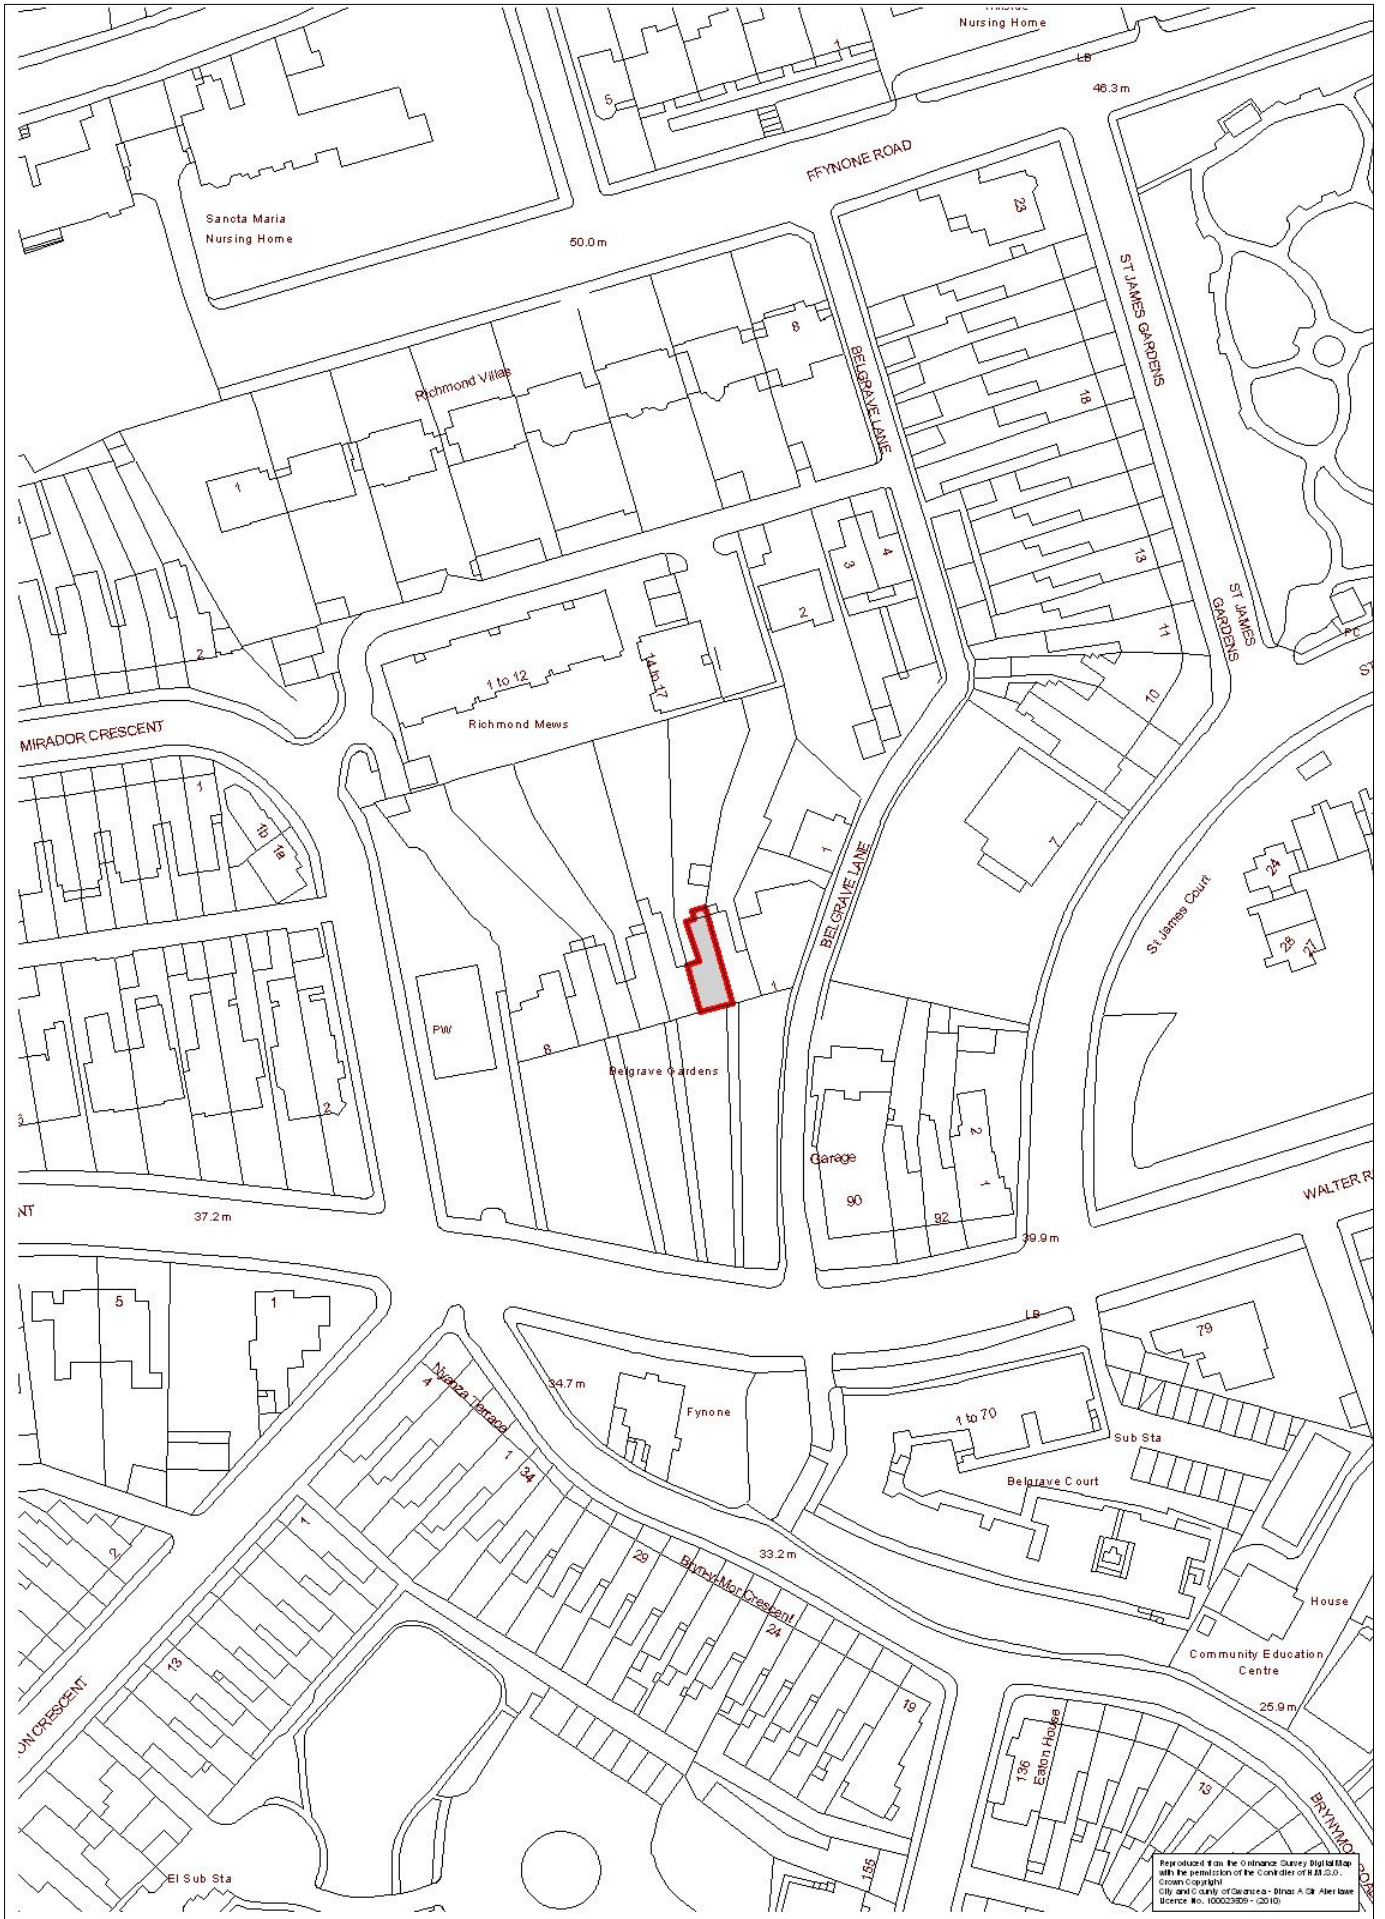 Nursing Home
1
5
LB
46.3m
FFYNONE ROAD
23
Sancta Maria
Nursing Home
50.0m
ST JAMES GARDENS
8
BELGRAVE LANE
Richmond Villas
18
1
3
4
13
2
ST JAMES
GARDENS
PC
11
2
1 to 12
14 to 17
10
Richmond Mews
MIRADOR CRESCENT
1
1b
1a
1
7
BELGRAVE LANE
24
St James Court
28
27
1
PW
8
Belgrave Gardens
2
2
Garage
1
90
92
WALTER R
NT
37.2m
39.9m
5
1
LB
79
Nyanza Terrace
4
34.7m
Fynone
1 to 70
Sub Sta
1
34
Belgrave Court
1
2
29
33.2m
Bryn-y-Mor Crescent
24
House
Community Education
Centre
13
19
25.9m
ON CRESCENT
136
Eaton House
13
BRYNYMOR ROAD
155
El Sub Sta
Reproduced from the Ordnance Survey Digital Map
with the permission of the Controller of H.M.S.O.
Crown Copyright
City and County of Swansea - Dinas A Sir Abertawe
Licence No. 100023509 - (2010)